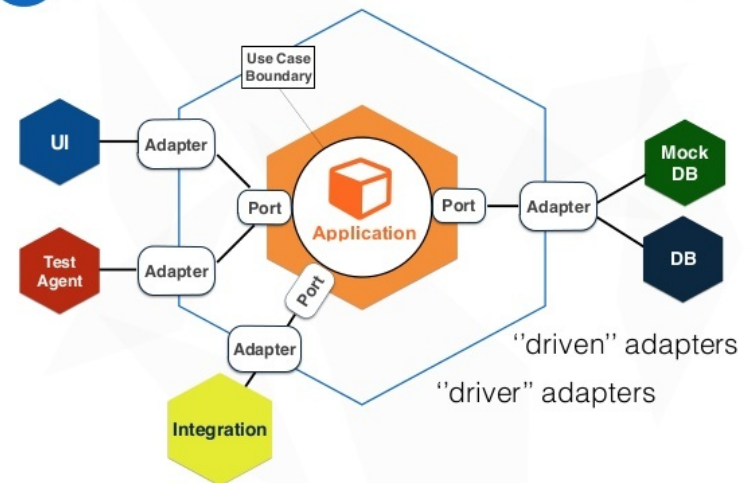 Use Case
Boundary
UI
Adapter
Mock
DB
Port
Port
Adapter
Application
Test
Agent
Adapter
DB
Port
Adapter
‘’driven’’ adapters
‘’driver’’ adapters
Integration